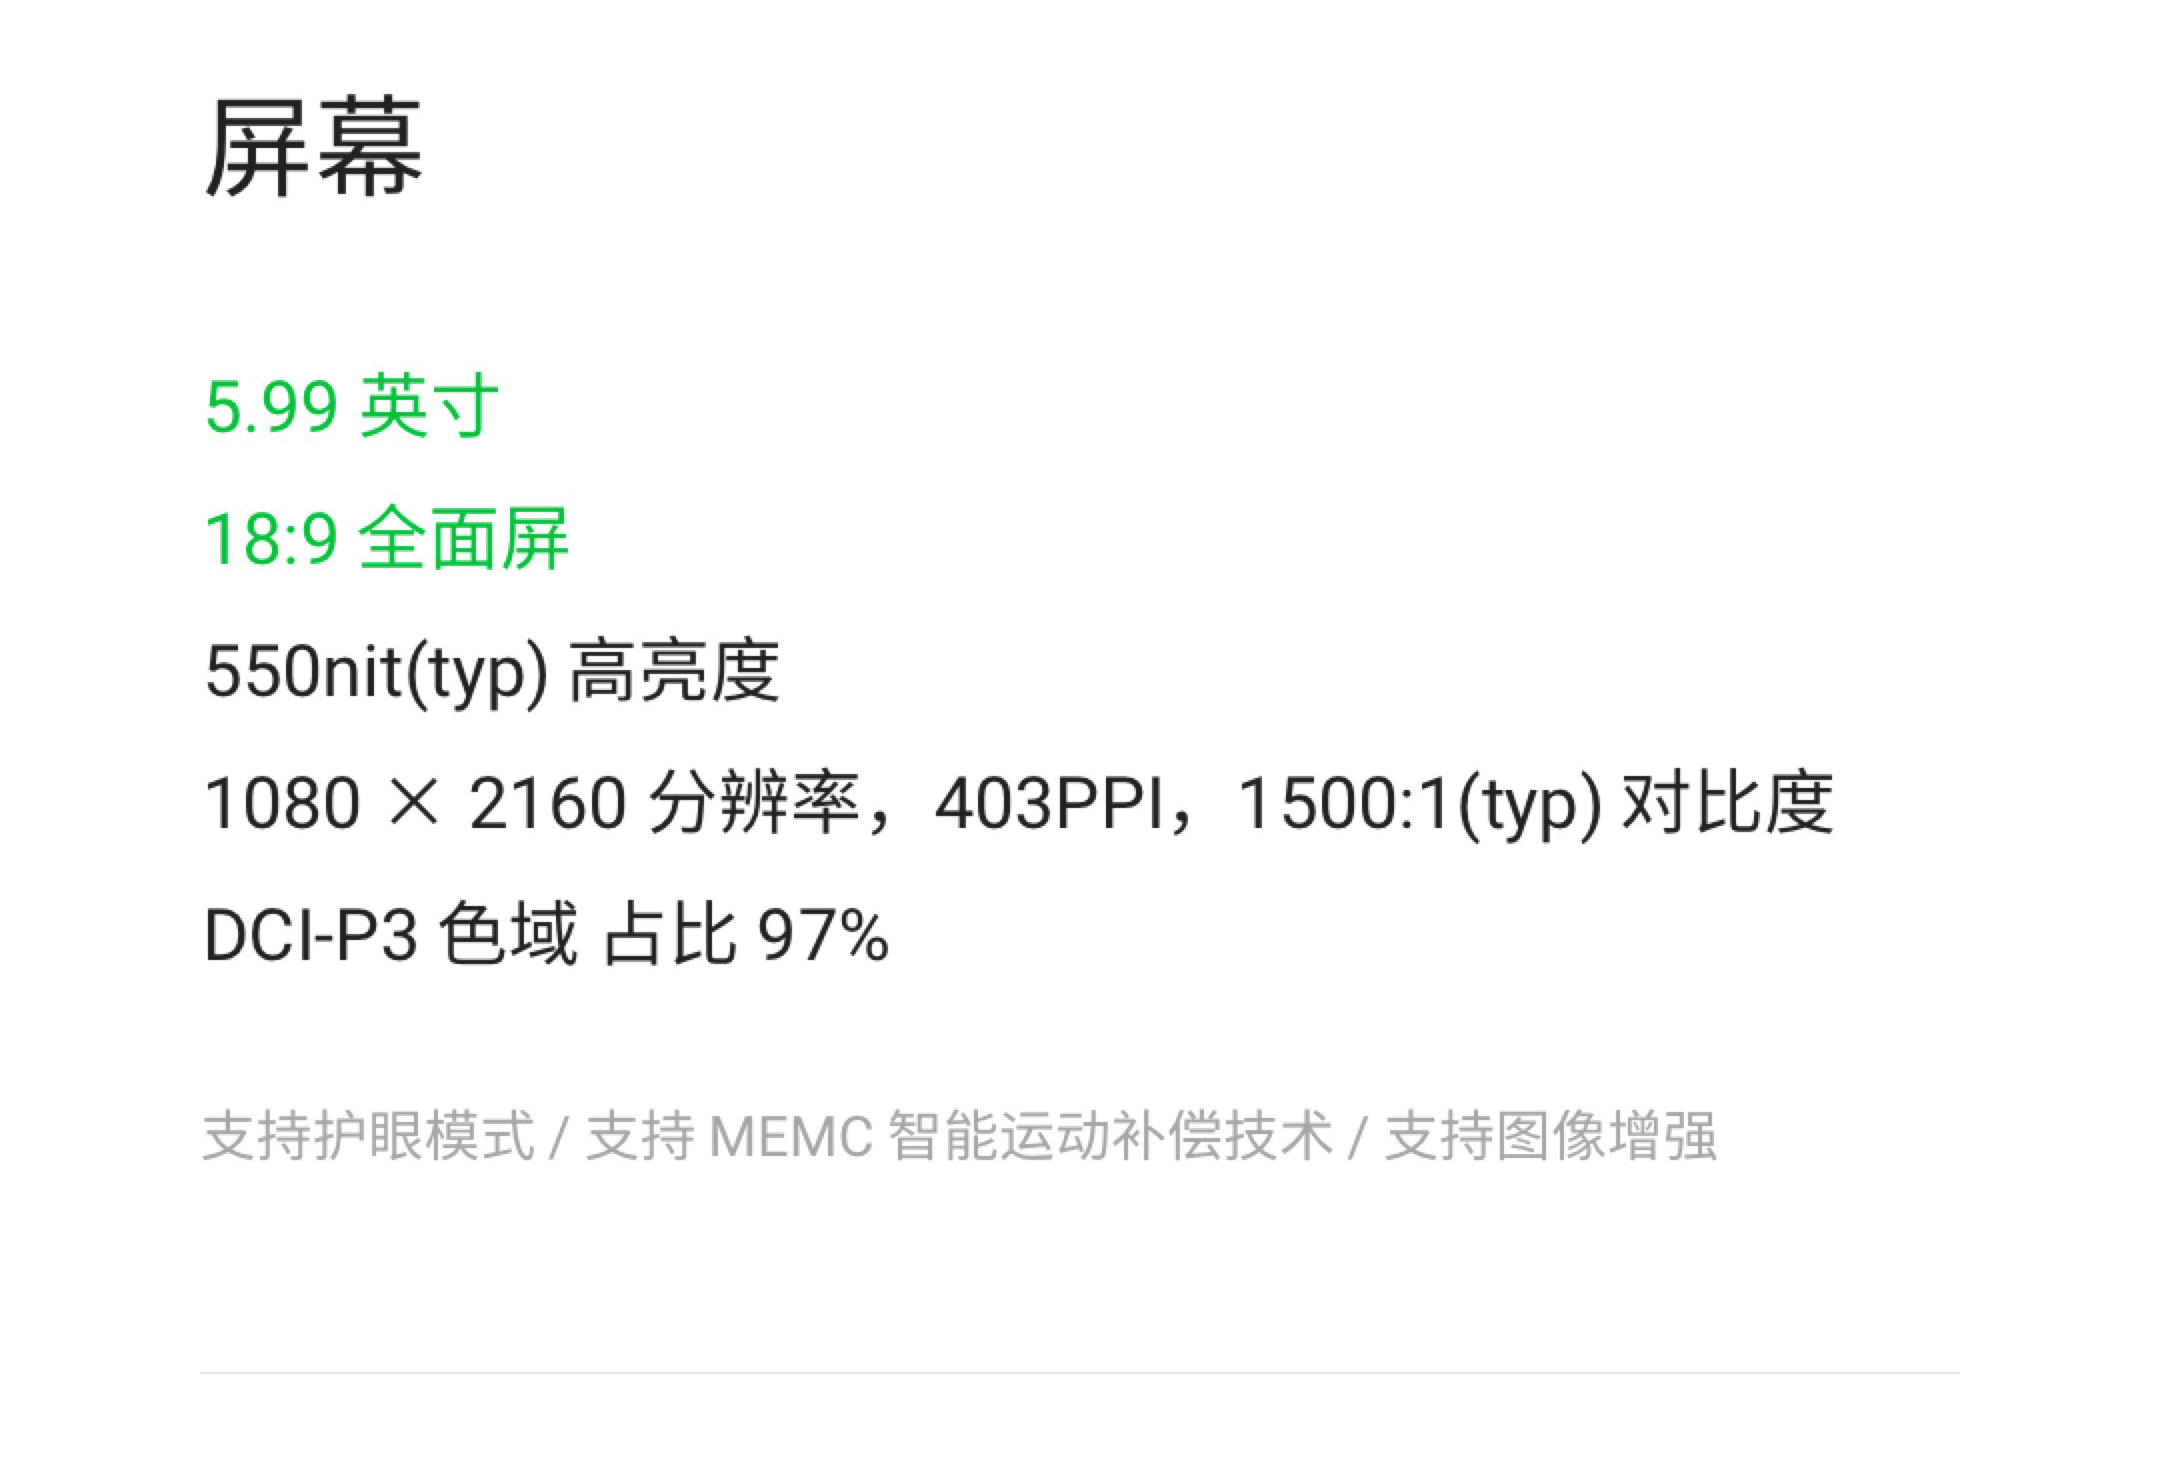 屏幕
5.99 英寸
18:9 全面屏
550nit(typ) 高亮度
1080 × 2160 分辨率，403PPI，1500:1(typ) 对比度
DCI-P3 色域 占比 97%
支持护眼模式 / 支持 MEMC 智能运动补偿技术 / 支持图像增强